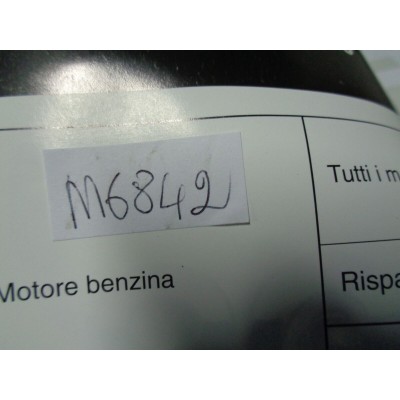 M6842
Tutti i m
Motore benzina
Rispa